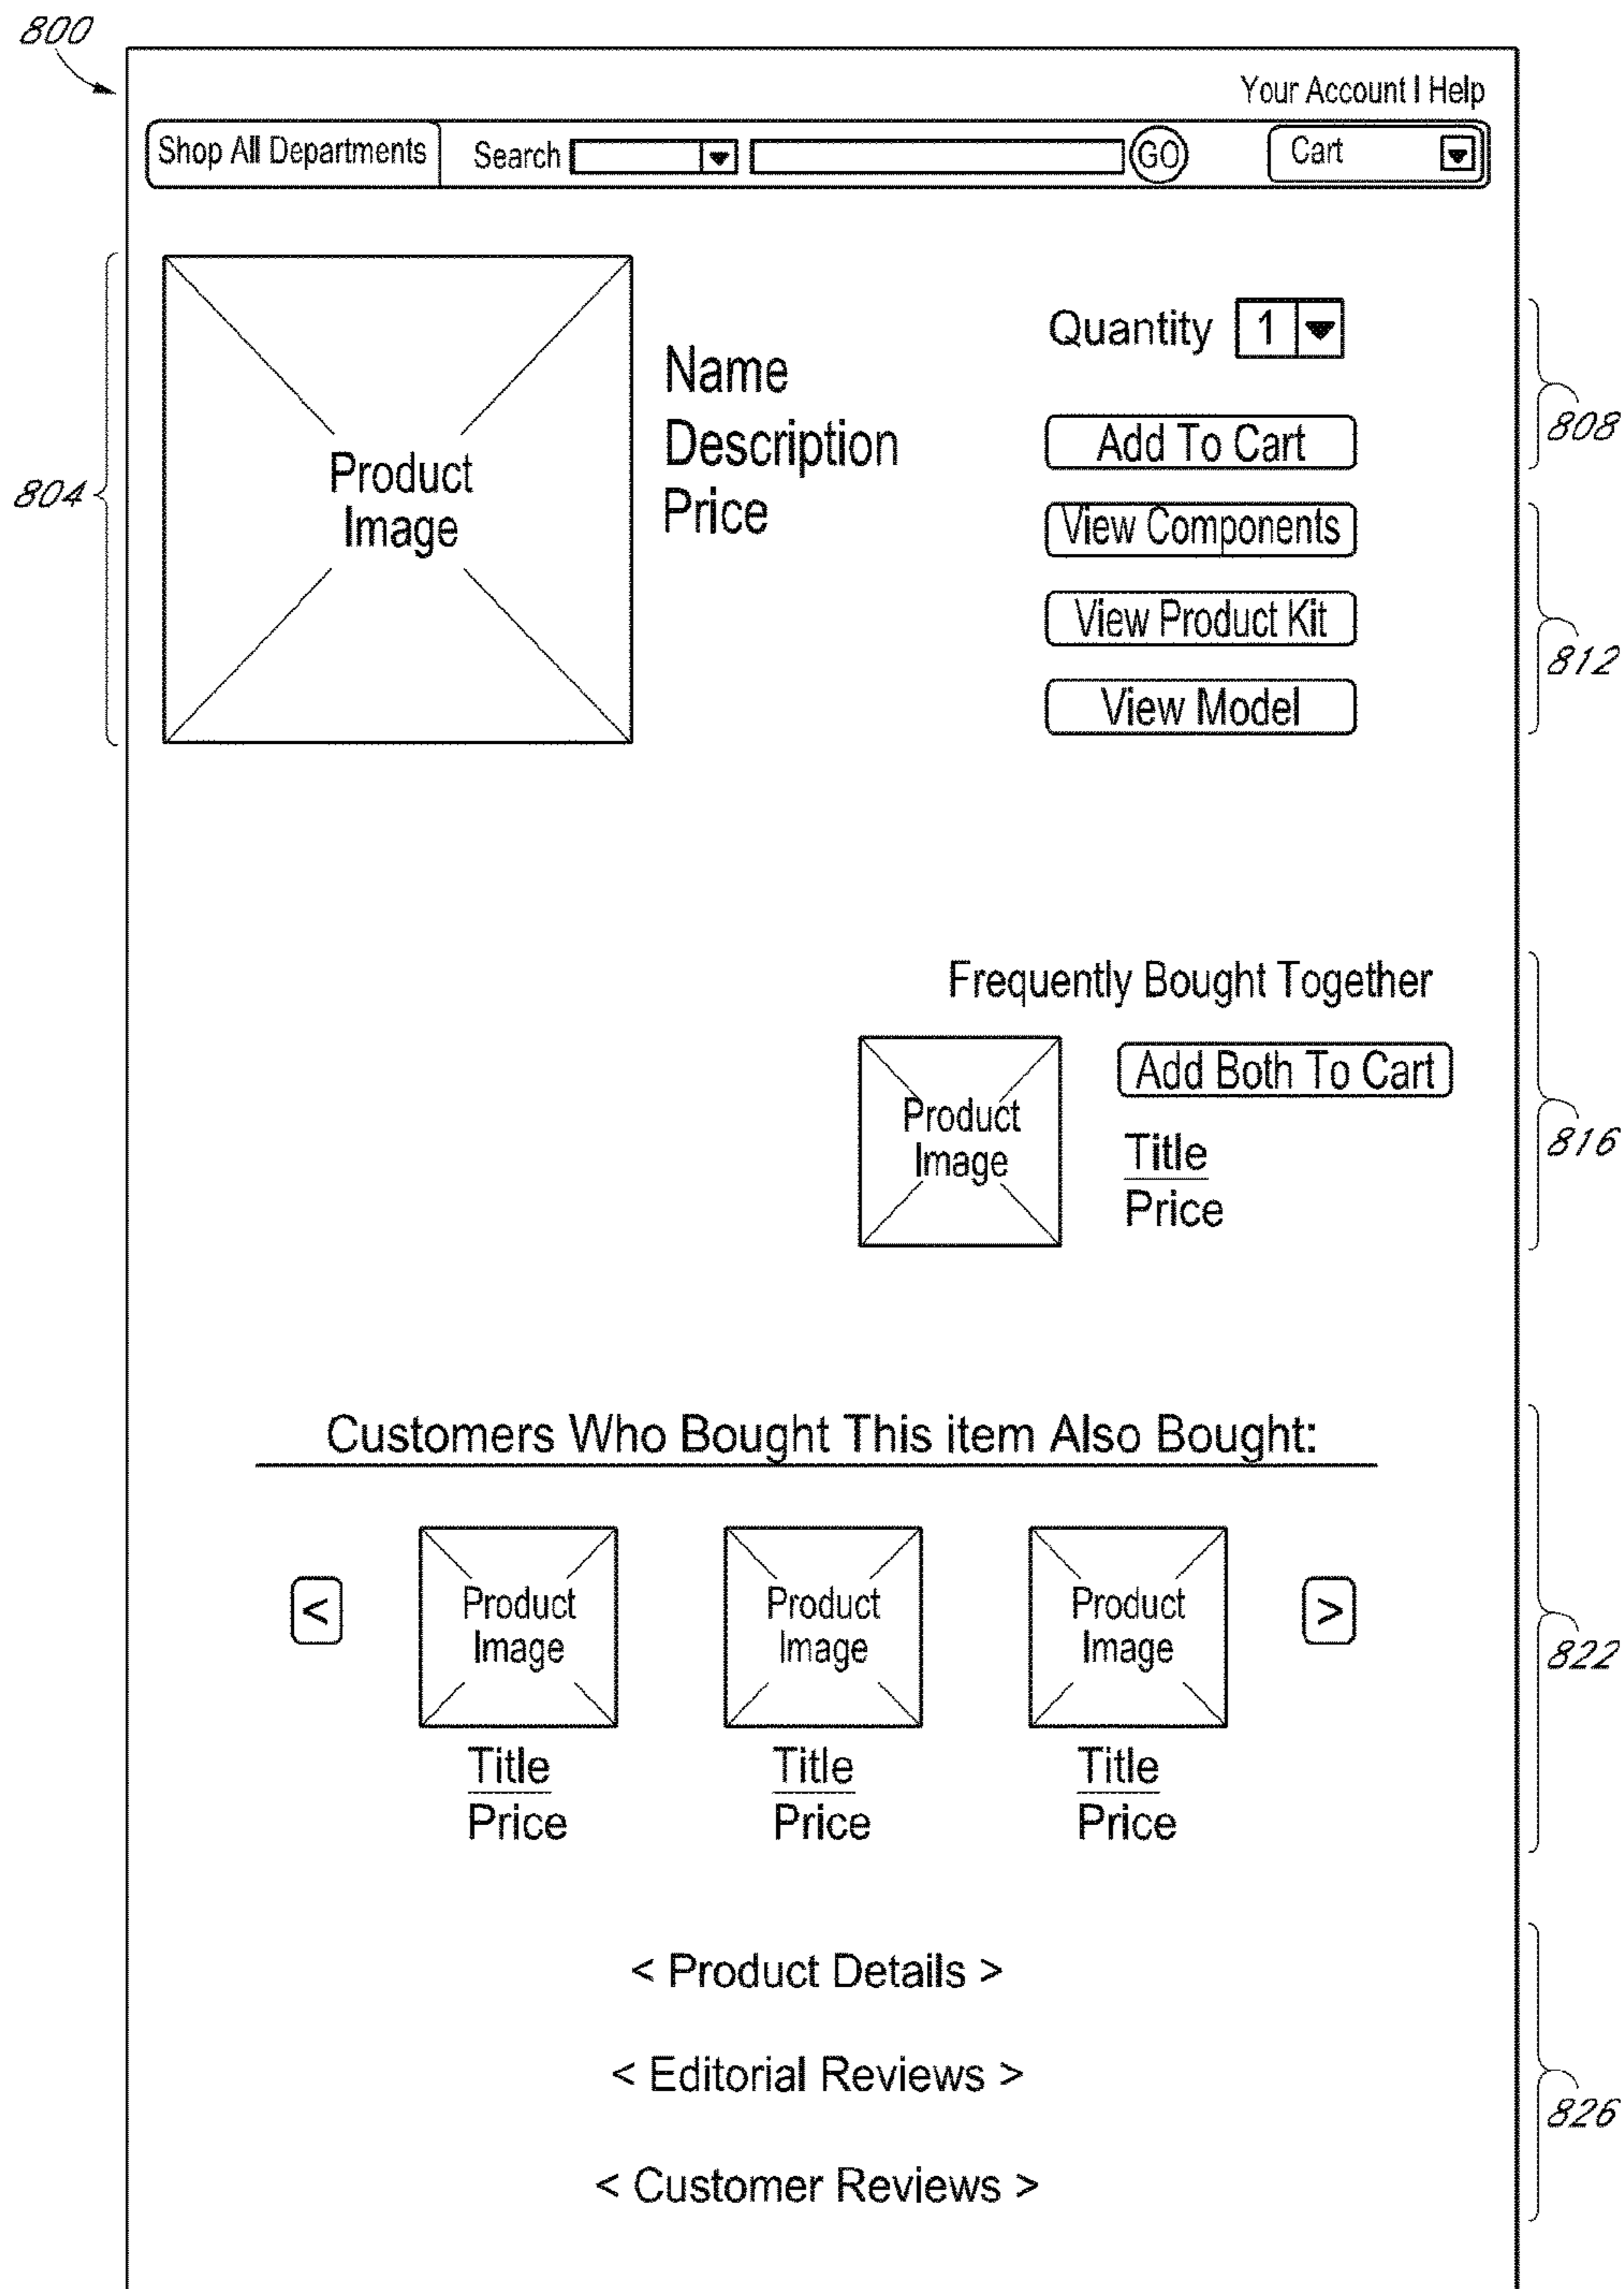 800
Your Account | Help
Shop All Departments Search GO Cart
804
Product
Image
Name
Description
Price
Quantity 1
Add To Cart
808
View Components
View Product Kit
View Model
812
Frequently Bought Together
Product
Image
Add Both To Cart
Title
Price
816
Customers Who Bought This item Also Bought:
< Product Image Product Image Product Image >
Title Title Title
Price Price Price
822
< Product Details >
< Editorial Reviews >
< Customer Reviews >
826